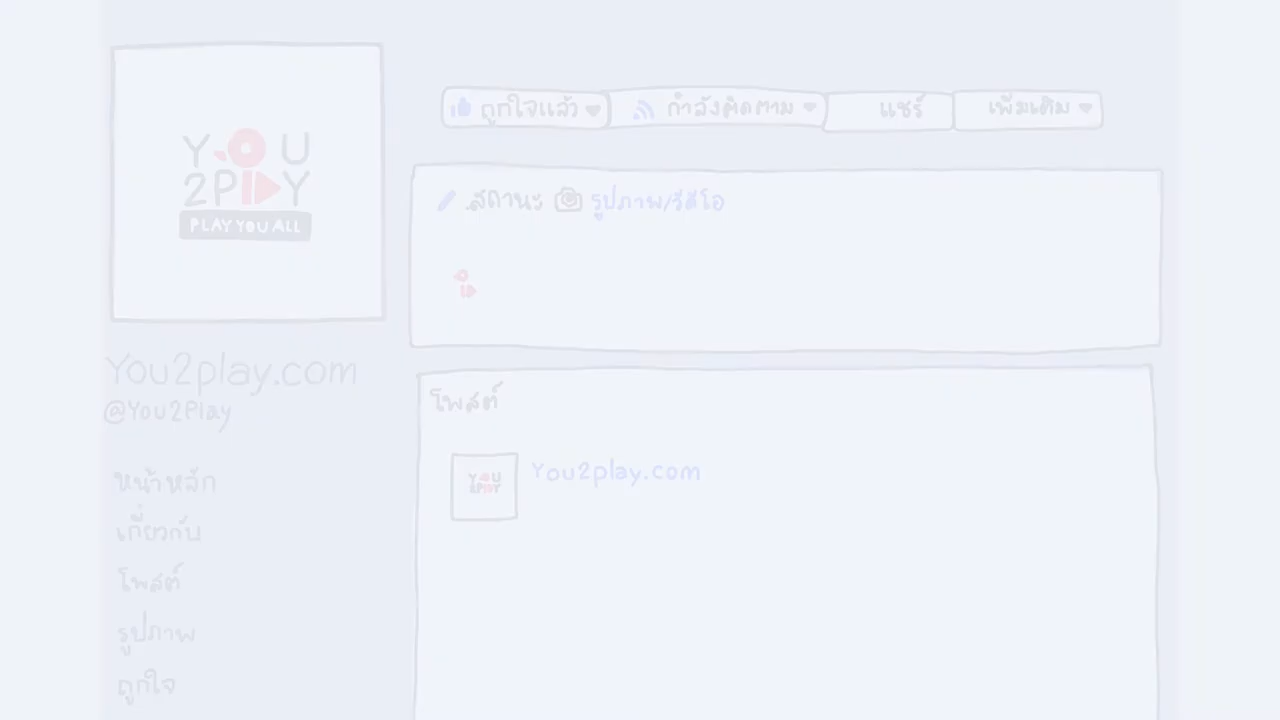 YOU
2PLAY
PLAY YOU ALL
You2play.com
@You2Play
หน้าหลัก
เกี่ยวกับ
โพสต์
รูปภาพ
ถูกใจ
ถูกใจแล้ว กำลังติดตาม แชร์ เพิ่มเติม
สถานะ รูปภาพ/วีดีโอ
โพสต์
YOU
2PLAY
You2play.com